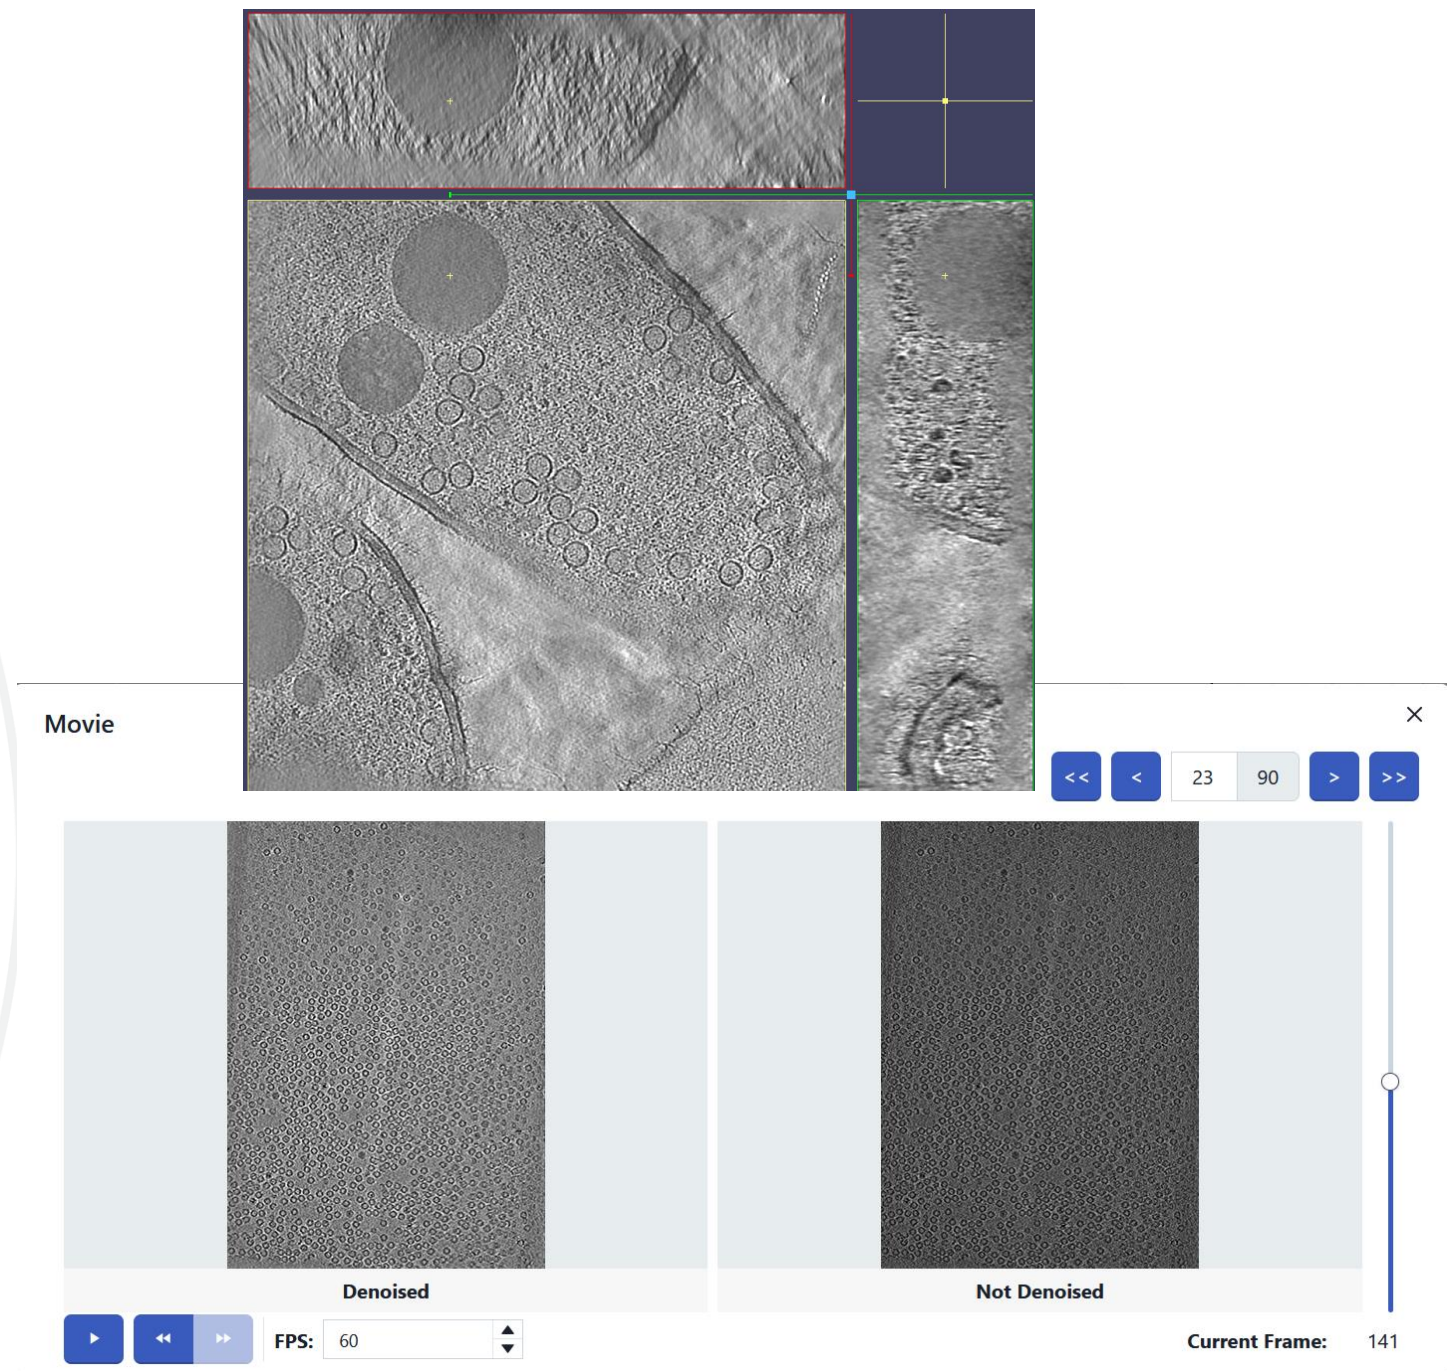 Movie
<< < 23 90 > >>
Denoised
Not Denoised
FPS: 60
Current Frame: 141